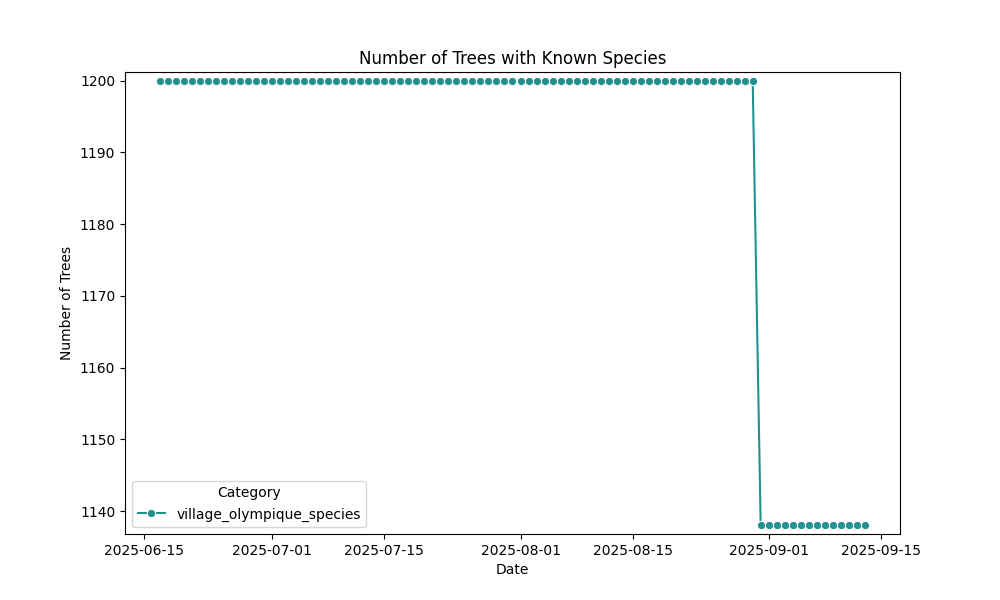 Number of Trees with Known Species
Number of Trees
1200
1190
1180
1170
1160
1150
1140
Category
village_olympique_species
2025-06-15
2025-07-01
2025-07-15
2025-08-01
2025-08-15
2025-09-01
2025-09-15
Date